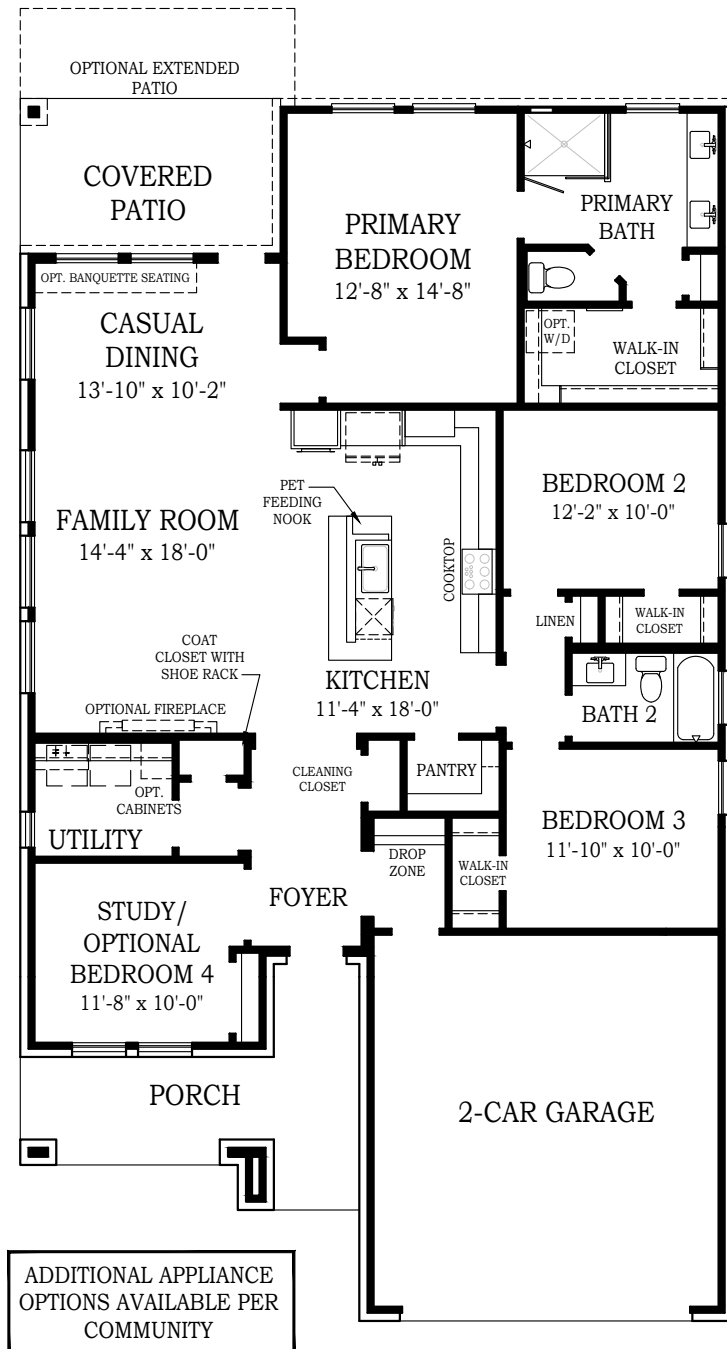 OPTIONAL EXTENDED
PATIO
COVERED
PATIO
PRIMARY
BEDROOM
12'-8" x 14'-8"
PRIMARY
BATH
OPT. BANQUETTE SEATING
CASUAL
DINING
13'-10" x 10'-2"
OPT.
W/D
WALK-IN
CLOSET
PET
FEEDING
NOOK
FAMILY ROOM
14'-4" x 18'-0"
COOKTOP
BEDROOM 2
12'-2" x 10'-0"
LINEN
WALK-IN
CLOSET
COAT
CLOSET WITH
SHOE RACK
KITCHEN
11'-4" x 18'-0"
BATH 2
OPTIONAL FIREPLACE
OPT.
CABINETS
UTILITY
CLEANING
CLOSET
PANTRY
BEDROOM 3
11'-10" x 10'-0"
DROP
ZONE
WALK-IN
CLOSET
FOYER
STUDY/
OPTIONAL
BEDROOM 4
11'-8" x 10'-0"
PORCH
2-CAR GARAGE
ADDITIONAL APPLIANCE
OPTIONS AVAILABLE PER
COMMUNITY